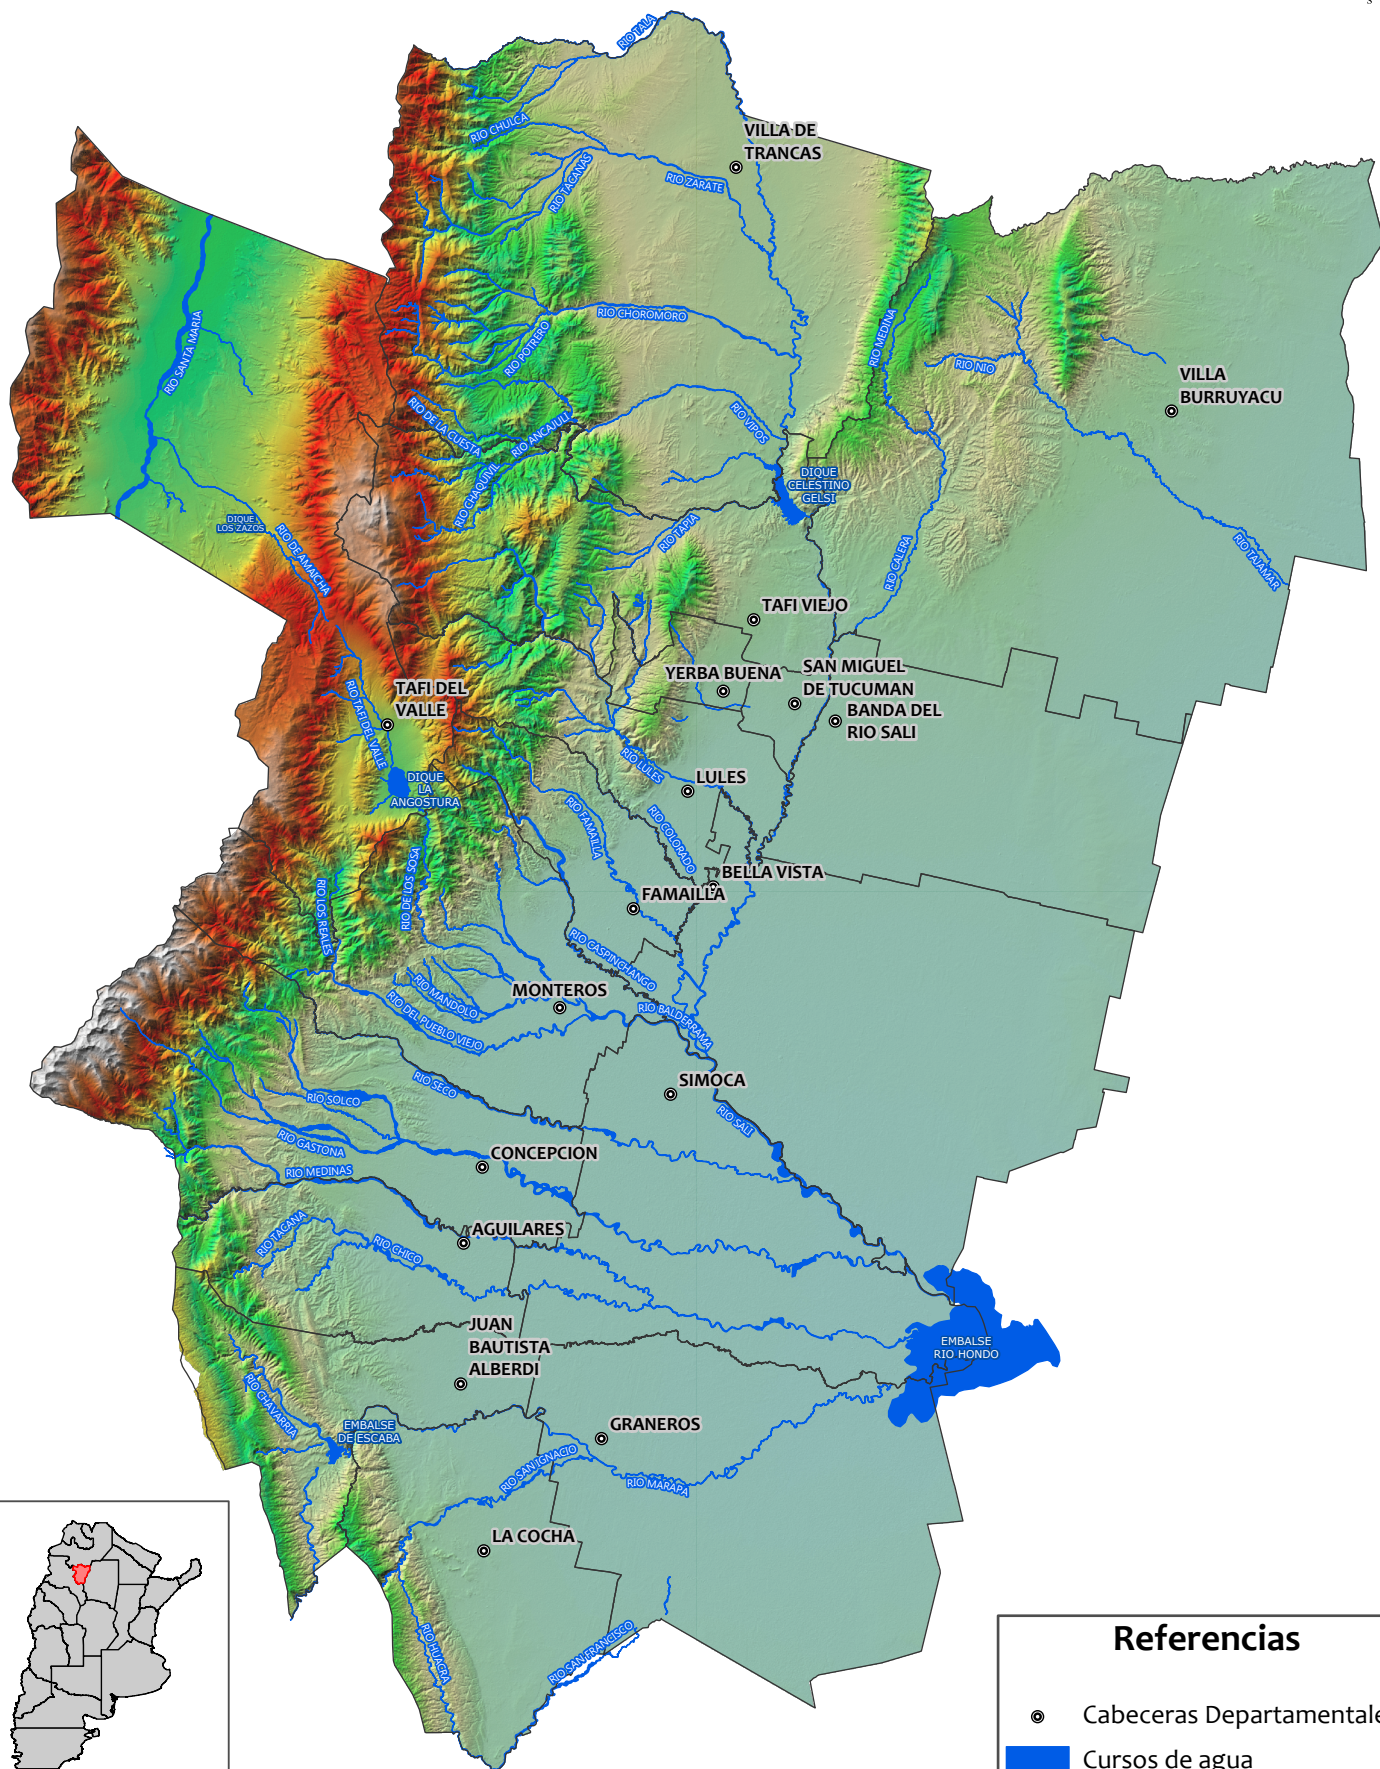 S
RIO TALA
VILLA DE
TRANCAS
RIO CHULCA
RIO TACANAS
RIO ZARATE
RIO SANTA MARIA
RIO CHOROMORO
RIO POTRERO
RIO MEDINA
RIO NIO
VILLA
BURRUYACU
RIO DE LA CUESTA
RIO ANCAJULI
RIO VIPOS
RIO CHAQUIVIL
DIQUE
CELESTINO
GELSI
DIQUE
LOS ZAZOS
RIO DE AMAICHA
RIO TAPIA
RIO CALERA
RIO TAJAMAR
TAFI VIEJO
YERBA BUENA
SAN MIGUEL
DE TUCUMAN
BANDA DEL
RIO SALI
TAFI DEL
VALLE
RIO TAFI DEL VALLE
DIQUE
LA
ANGOSTURA
RIO LULES
LULES
RIO FAMAILLA
RIO COLORADO
RIO DE LOS SOSA
RIO LOS REALES
BELLA VISTA
FAMAILLA
RIO CASPINCHANGO
RIO MANDOLO
RIO DEL PUEBLO VIEJO
MONTEROS
RIO BALDERRAMA
RIO SECO
SIMOCA
RIO SALI
RIO SOLCO
RIO GASTONA
RIO MEDINAS
CONCEPCION
RIO TACANA
AGUILARES
RIO CHICO
JUAN
BAUTISTA
ALBERDI
EMBALSE
RIO HONDO
RIO CHAVARRIA
EMBALSE
DE ESCABA
GRANEROS
RIO SAN IGNACIO
RIO MARAPA
LA COCHA
RIO HUACRA
RIO SAN FRANCISCO
Referencias
Cabeceras Departamentale
Cursos de agua